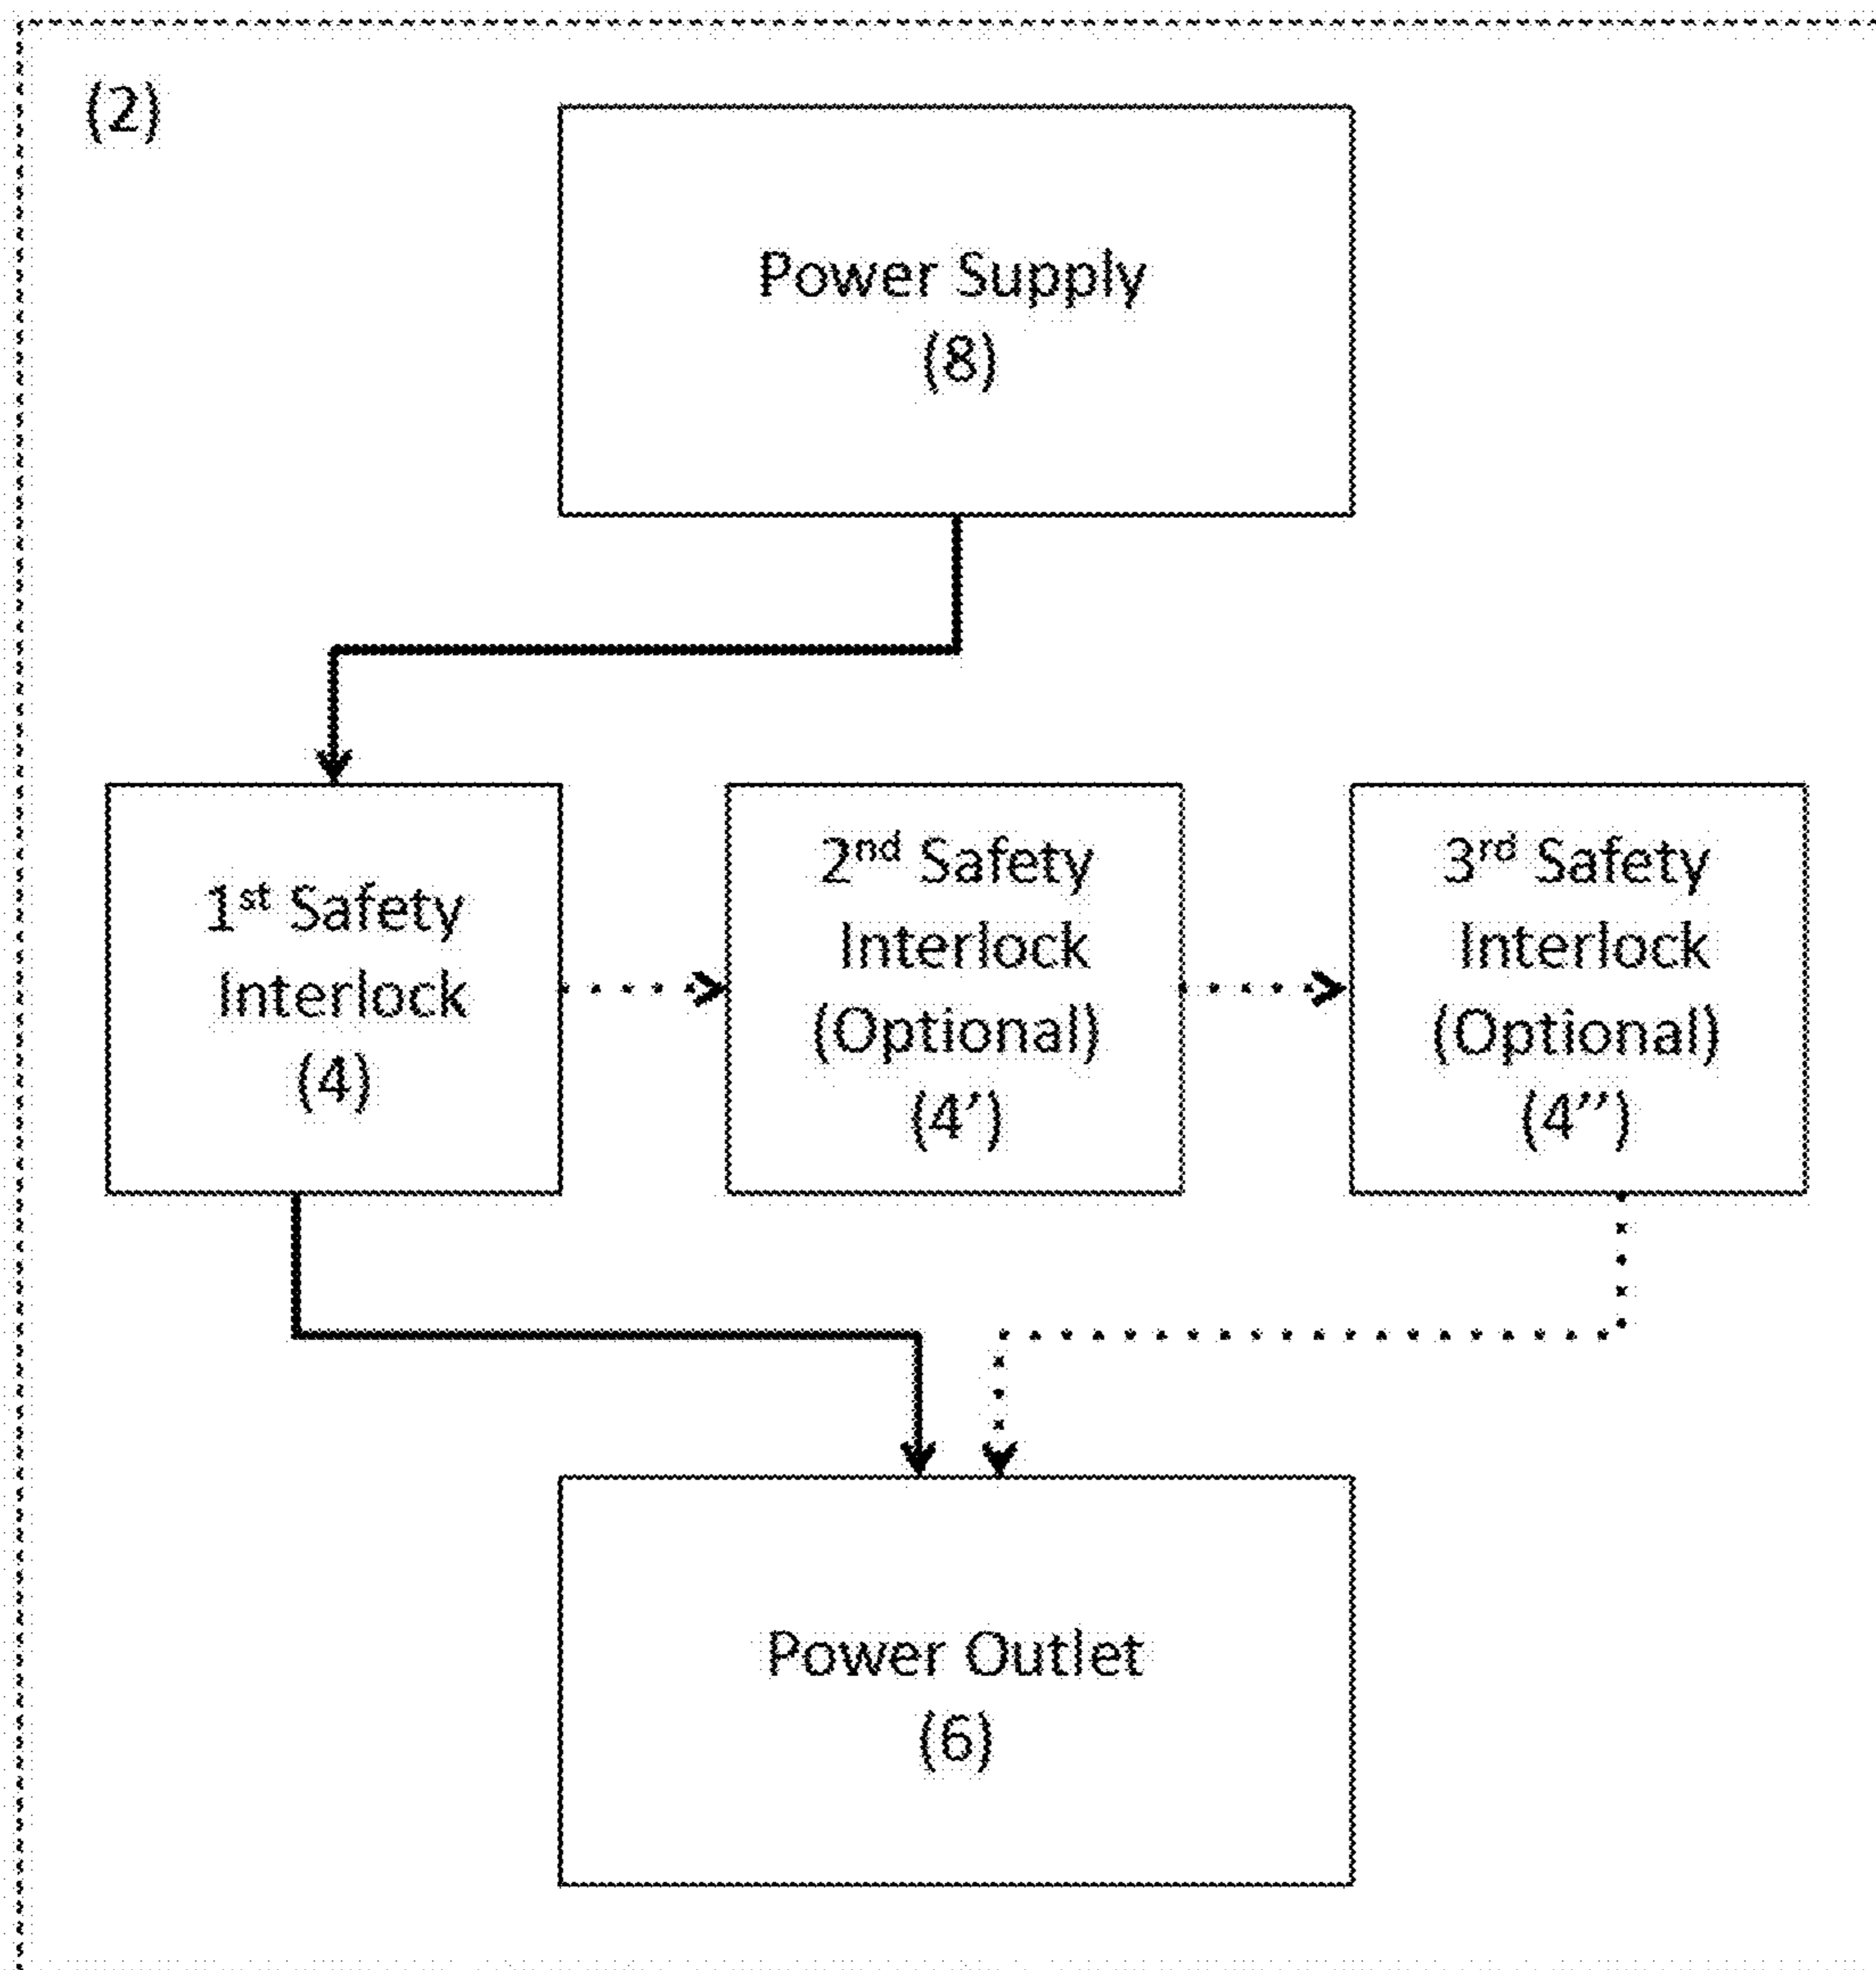 (2)
Power Supply
(8)
1st Safety
Interlock
(4)
2nd Safety
Interlock
(Optional)
(4’)
3rd Safety
Interlock
(Optional)
(4’’)
Power Outlet
(6)